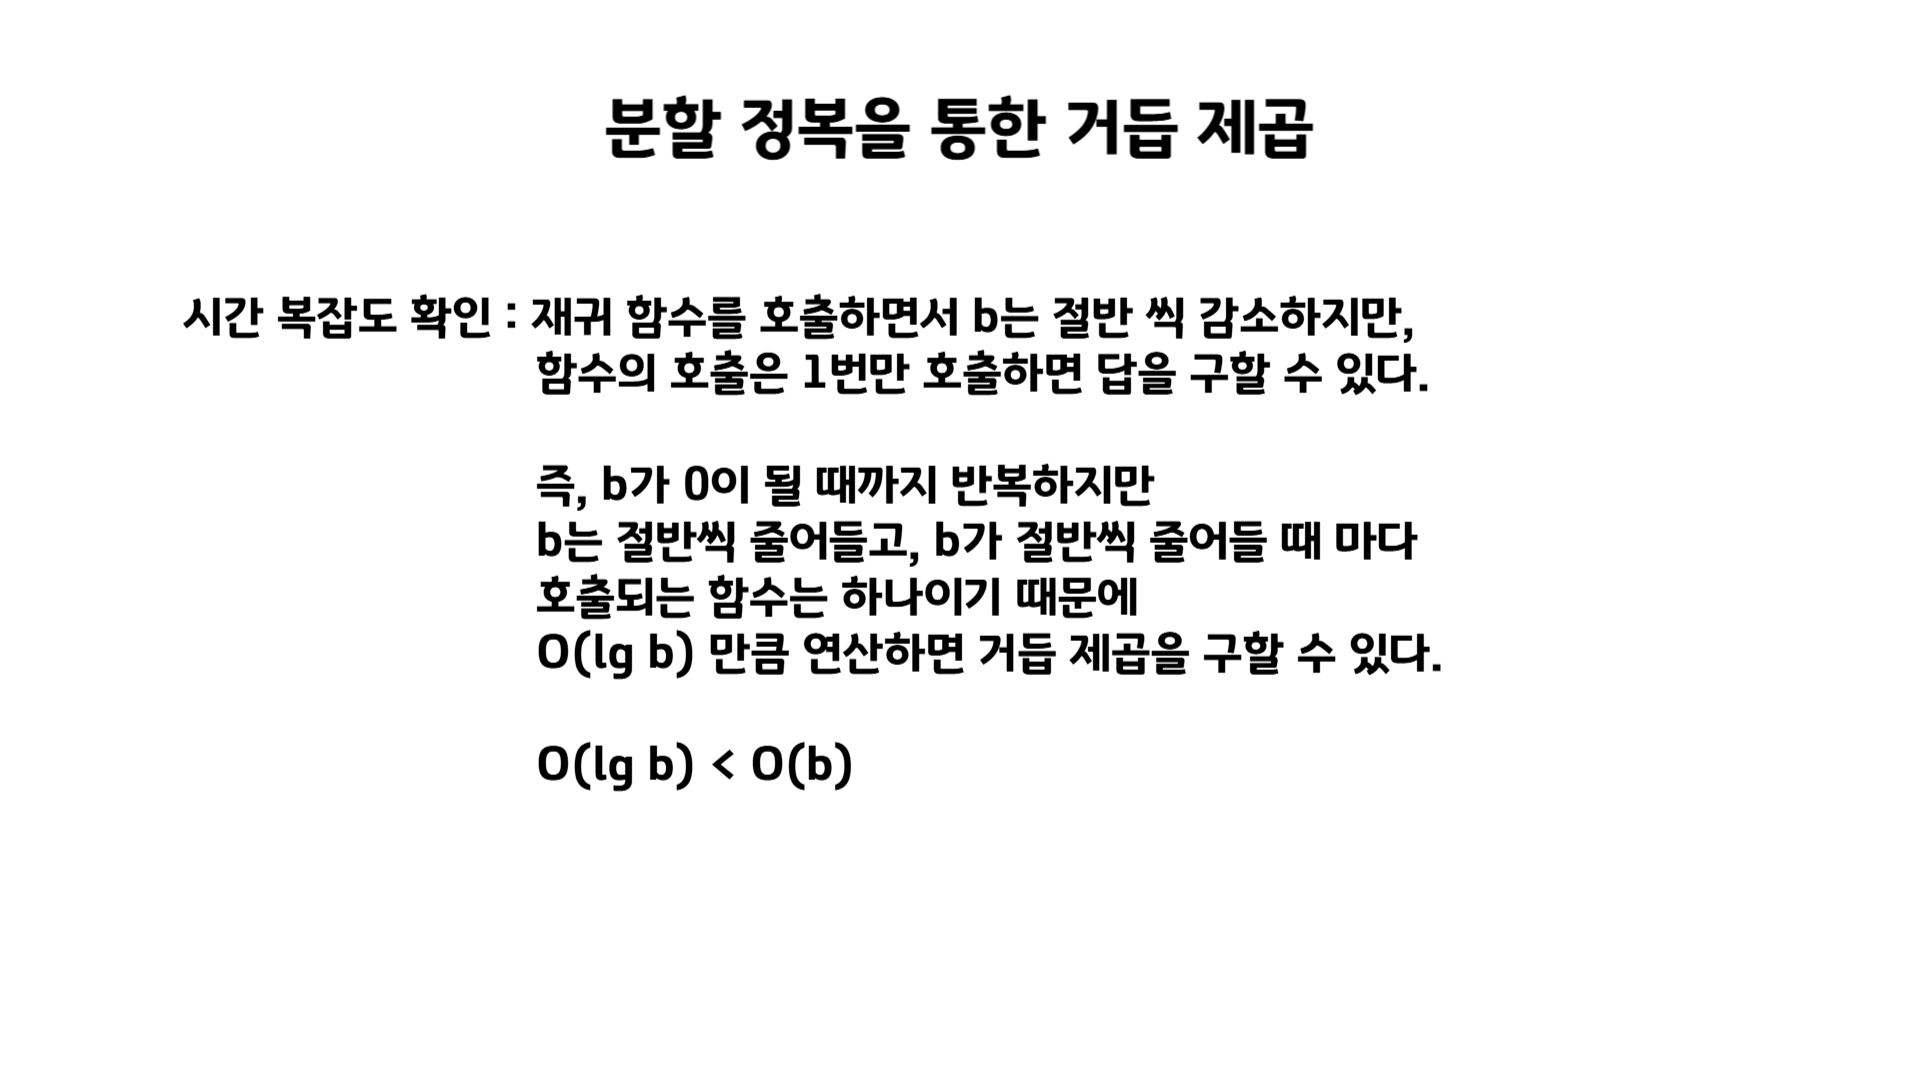 분할 정복을 통한 거듭 제곱
시간 복잡도 확인 : 재귀 함수를 호출하면서 b는 절반 씩 감소하지만,
함수의 호출은 1번만 호출하면 답을 구할 수 있다.
즉, b가 0이 될 때까지 반복하지만
b는 절반씩 줄어들고, b가 절반씩 줄어들 때 마다
호출되는 함수는 하나이기 때문에
O(lg b) 만큼 연산하면 거듭 제곱을 구할 수 있다.
O(lg b) < O(b)